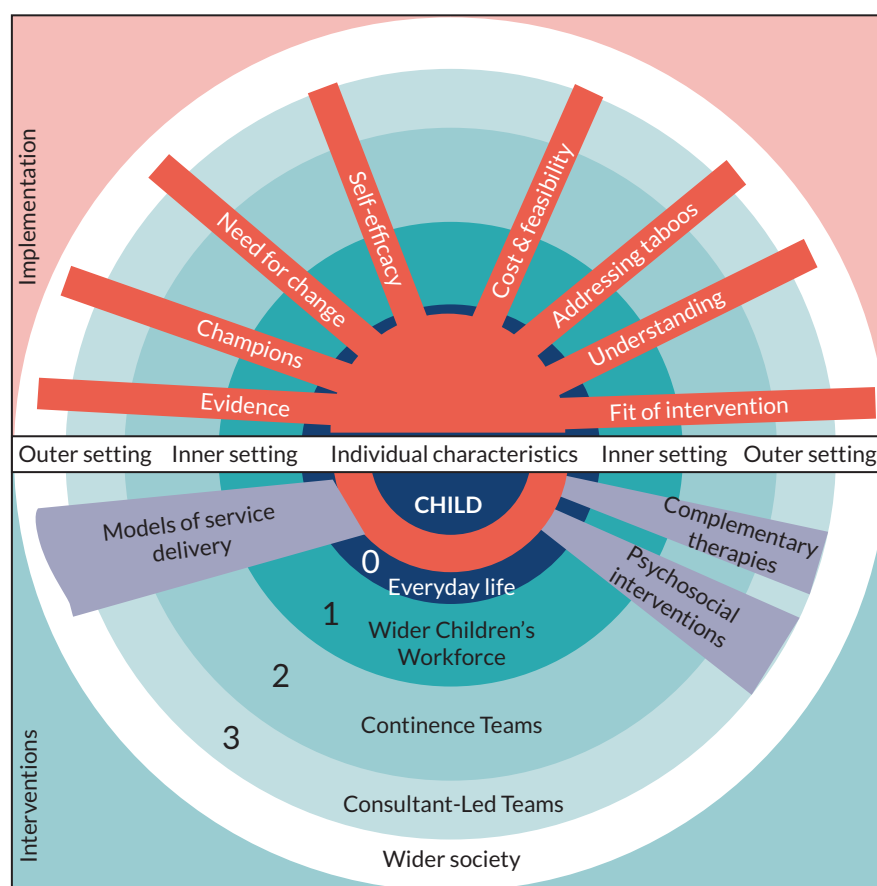 Implementation
Self-efficacy
Cost & feasibility
Need for change
Addressing taboos
Champions
Understanding
Evidence
Fit of intervention
Outer setting
Inner setting
Individual characteristics
Inner setting
Outer setting
CHILD
Models of service
delivery
Complementary
therapies
Psychosocial
interventions
0
Everyday life
1
Wider Children's
Workforce
2
Continence Teams
3
Consultant-Led Teams
Wider society
Interventions